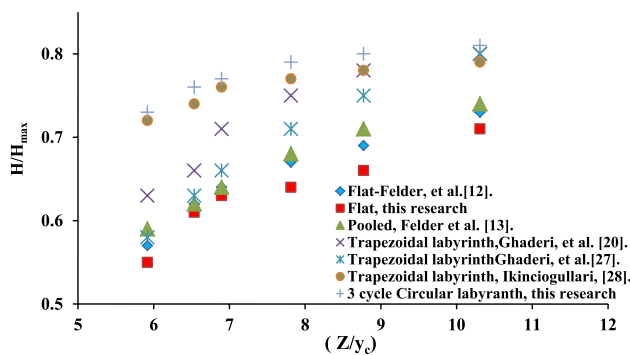 0.8
0.7
0.6
0.5
H/Hmax
5 6 7 8 9 10 11 12
( Z/yc)
Flat-Felder, et al.[12].
Flat, this research
Pooled, Felder et al. [13].
Trapezoidal labyrinth,Ghaderi, et al. [20].
Trapezoidal labyrinthGhaderi, et al.[27].
Trapezoidal labyrinth, Ikinciogullari, [28].
3 cycle Circular labyranth, this research